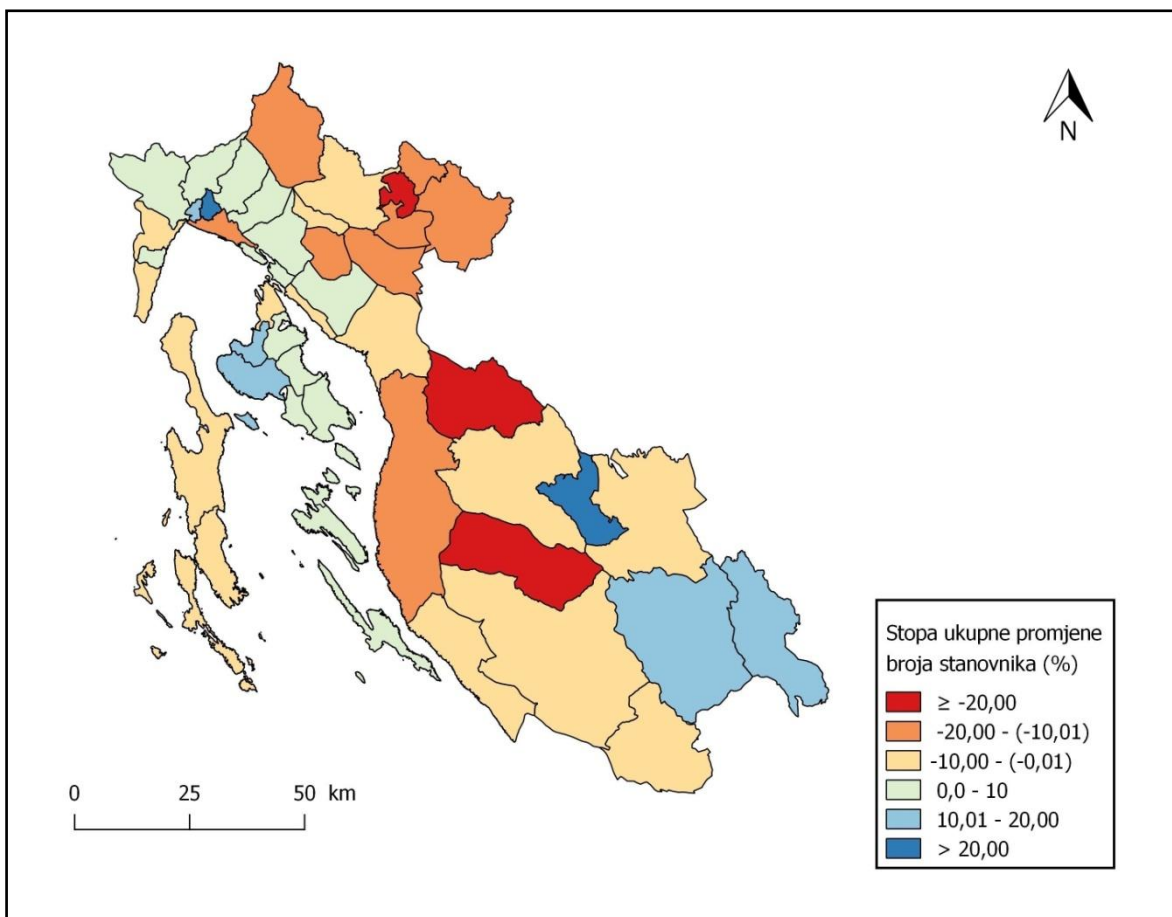 N
Stopa ukupne promjene
broja stanovnika (%)
≥ -20,00
-20,00 - (-10,01)
-10,00 - (-0,01)
0,0 - 10
10,01 - 20,00
> 20,00
0 25 50 km